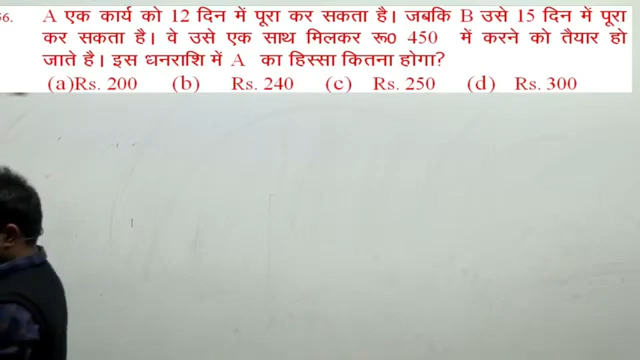 56. A एक कार्य को 12 दिन में पूरा कर सकता है। जबकि B उसे 15 दिन में पूरा
कर सकता है। वे उसे एक साथ मिलकर रू0 450 में करने को तैयार हो
जाते है। इस धनराशि में A का हिस्सा कितना होगा?
(a)Rs. 200 (b) Rs. 240 (c) Rs. 250 (d) Rs. 300